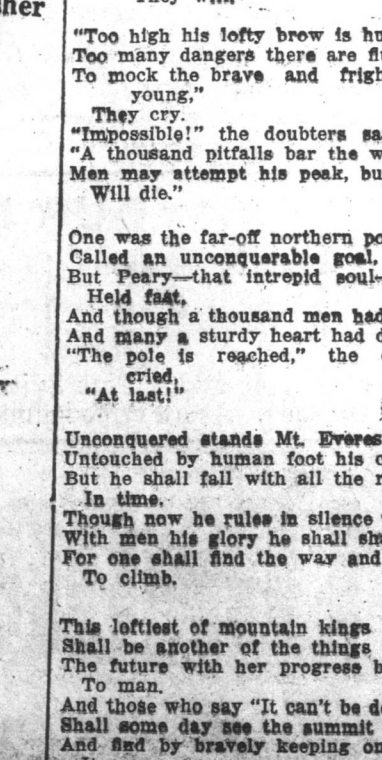 her
They will
"Too high his lofty brow is hu
Too many dangers there are fl
To mock the brave and frigh
young,"
They cry.
"Impossible!" the doubters sa
"A thousand pitfalls bar the w
Men may attempt his peak, bu
Will die."
One was the far-off northern po
Called an unconquerable goal,
But Peary—that intrepid soul—
Held fast,
And though a thousand men had
And many a sturdy heart had d
"The pole is reached," the
cried,
"At last!"
Unconquered stands Mt. Everes
Untouched by human foot his c
But he shall fall with all the r
In time,
Though now he rules in silence
With men his glory he shall sh
For one shall find the way and
To climb.
This loftiest of mountain kings
Shall be another of the things
The future with her progress b
To man.
And those who say "It can't be d
Shall some day see the summit
And find by bravely keeping on